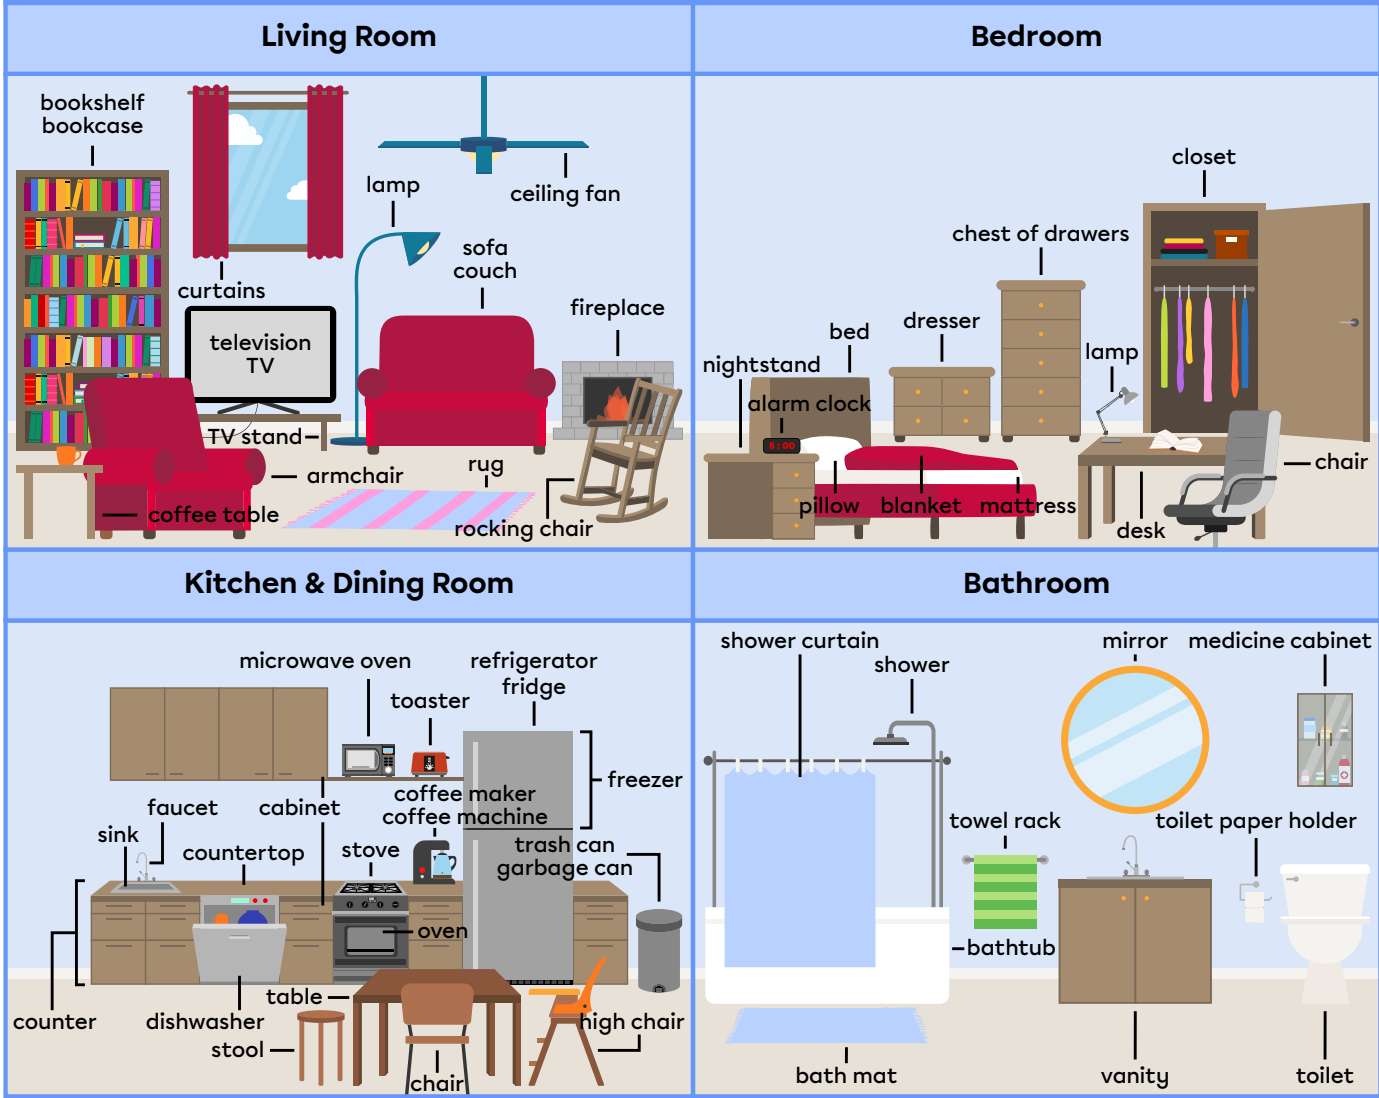 Living Room
bookshelf
bookcase
curtains
lamp
ceiling fan
sofa
couch
fireplace
television
TV
TV stand
armchair
rug
coffee table
rocking chair
Bedroom
closet
chest of drawers
dresser
bed
lamp
nightstand
alarm clock
5:00
chair
pillow
blanket
mattress
desk
Kitchen & Dining Room
microwave oven
refrigerator
fridge
toaster
freezer
coffee maker
coffee machine
faucet
cabinet
sink
countertop
stove
trash can
garbage can
oven
table
counter
dishwasher
high chair
stool
chair
Bathroom
shower curtain
shower
mirror
medicine cabinet
towel rack
toilet paper holder
bathtub
bath mat
vanity
toilet